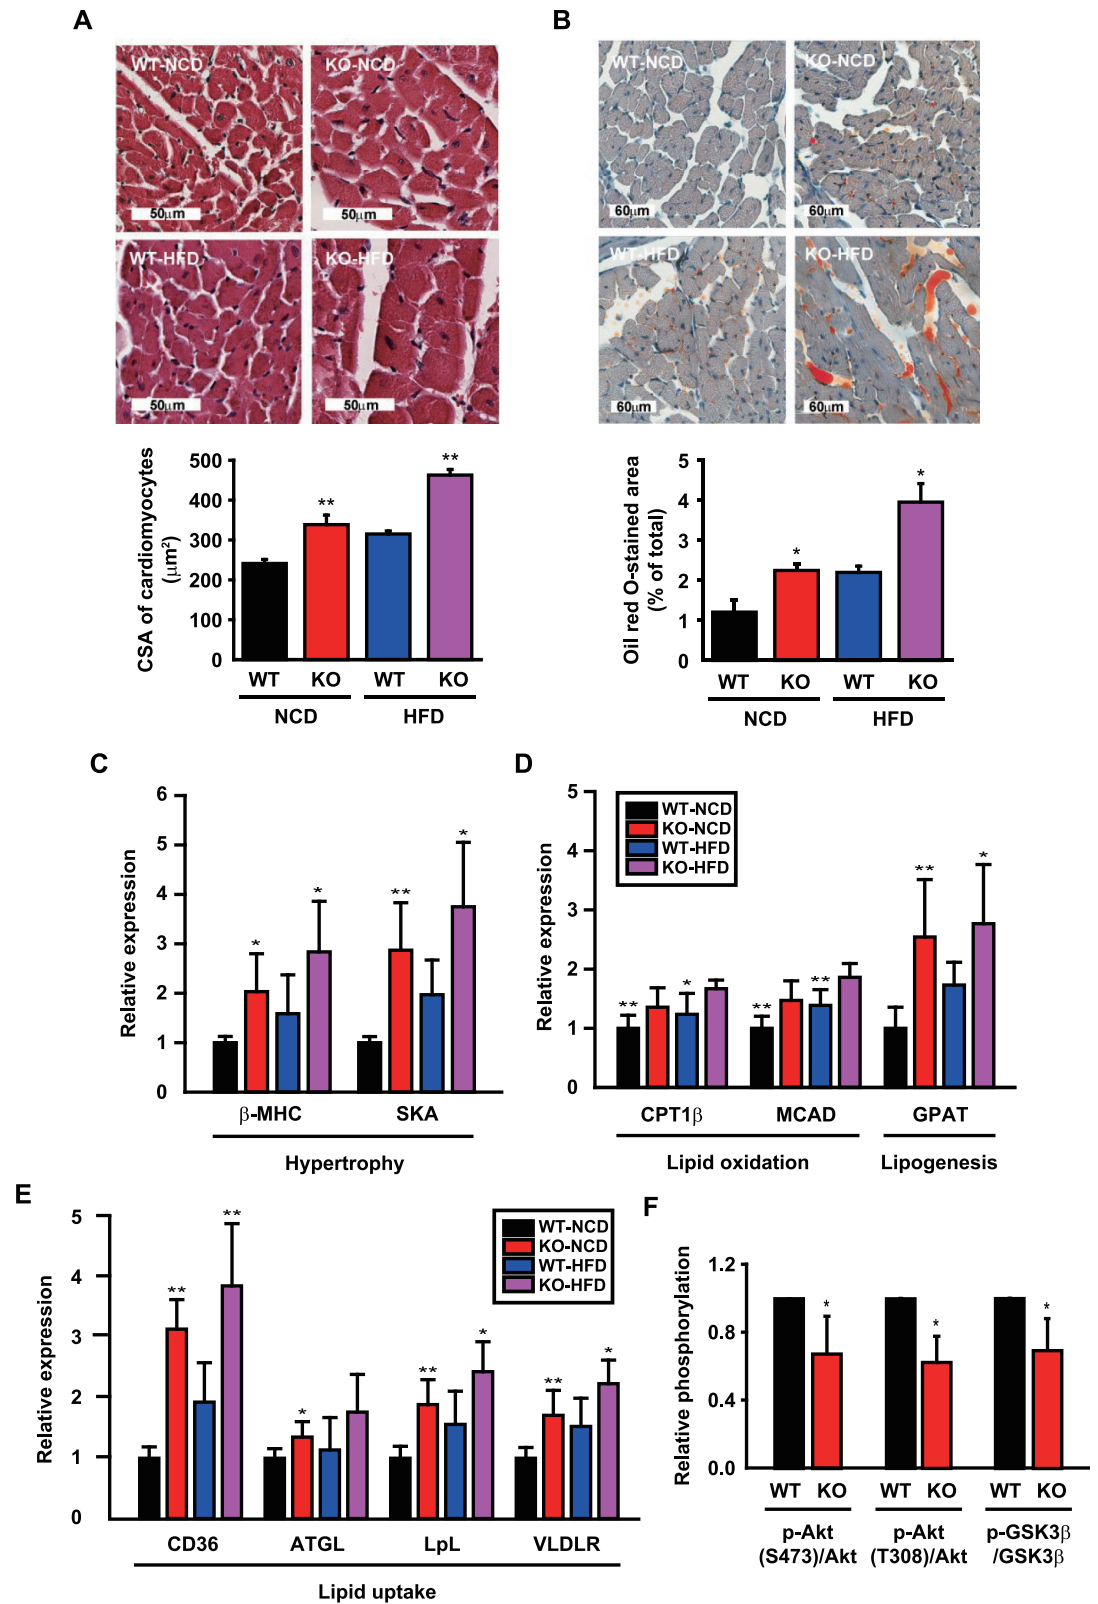 A
B
WT-NCD
KO-NCD
50μm
50μm
WT-HFD
KO-HFD
50μm
50μm
WT-NCD
KO-NCD
60μm
60μm
WT-HFD
KO-HFD
60μm
60μm
CSA of cardiomyocytes
(μm²)
500
400
300
200
100
0
**
**
WT
KO
WT
KO
NCD
HFD
Oil red O-stained area
(% of total)
5
4
3
2
1
0
*
*
WT
KO
WT
KO
NCD
HFD
C
Relative expression
6
5
4
3
2
1
0
*
*
**
*
β-MHC
SKA
Hypertrophy
D
Relative expression
5
4
3
2
1
0
WT-NCD
KO-NCD
WT-HFD
KO-HFD
**
*
**
**
**
*
CPT1β
MCAD
GPAT
Lipid oxidation
Lipogenesis
E
Relative expression
5
4
3
2
1
0
WT-NCD
KO-NCD
WT-HFD
KO-HFD
**
**
*
**
*
**
*
CD36
ATGL
LpL
VLDLR
Lipid uptake
F
Relative phosphorylation
1.2
0.8
0.4
0.0
*
*
*
WT
KO
WT
KO
WT
KO
p-Akt
(S473)/Akt
p-Akt
(T308)/Akt
p-GSK3β
/GSK3β